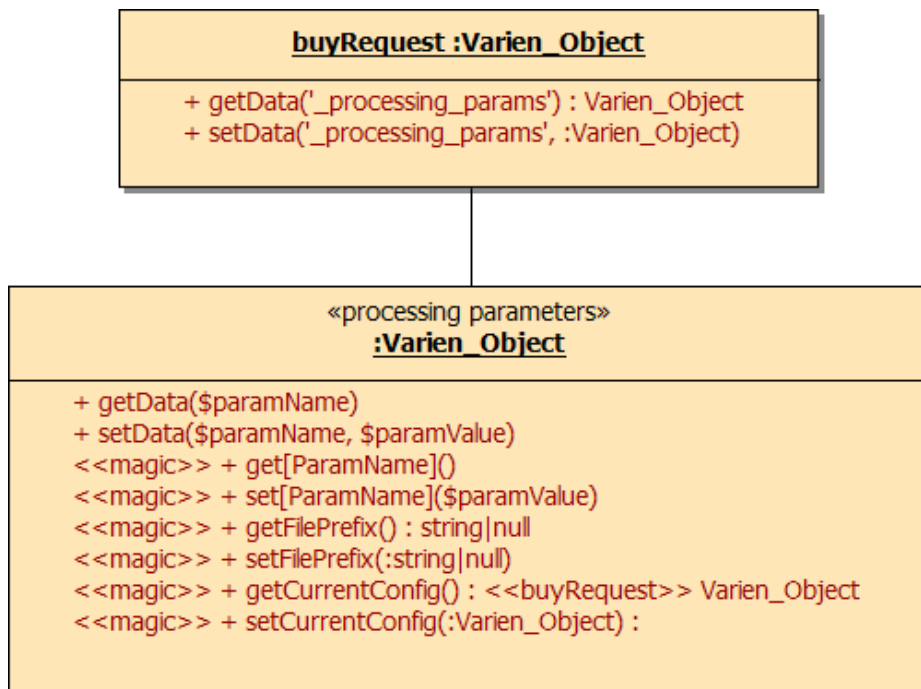 buyRequest :Varien_Object
+ getData('_processing_params') : Varien_Object
+ setData('_processing_params', :Varien_Object)
«processing parameters»
:Varien_Object
+ getData($paramName)
+ setData($paramName, $paramValue)
<<magic>> + get[ParamName]()
<<magic>> + set[ParamName]($paramValue)
<<magic>> + getFilePrefix() : string|null
<<magic>> + setFilePrefix(:string|null)
<<magic>> + getCurrentConfig() : <<buyRequest>> Varien_Object
<<magic>> + setCurrentConfig(:Varien_Object) :